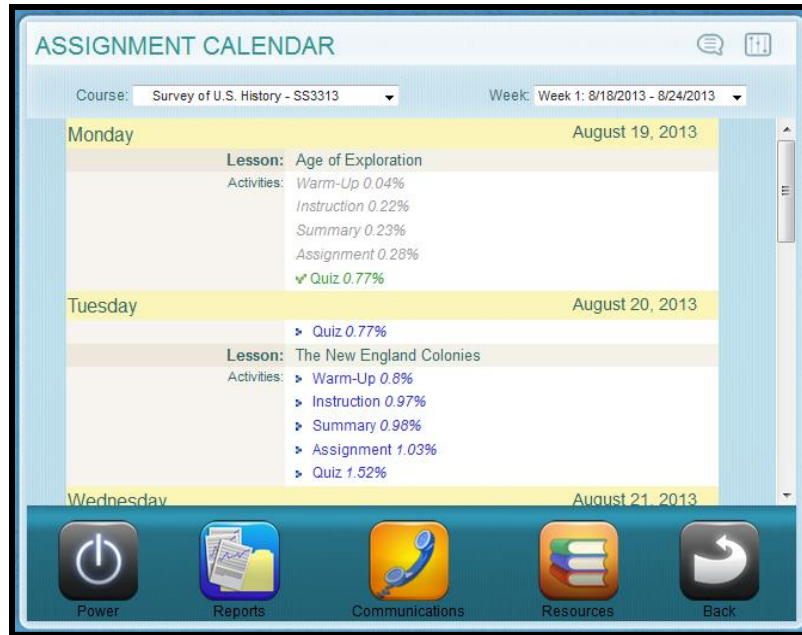 ASSIGNMENT CALENDAR
Course: Survey of U.S. History - SS3313 Week: Week 1: 8/18/2013 - 8/24/2013
Monday August 19, 2013
Lesson: Age of Exploration
Activities: Warm-Up 0.04%
Instruction 0.22%
Summary 0.23%
Assignment 0.28%
Quiz 0.77%
Tuesday August 20, 2013
Quiz 0.77%
Lesson: The New England Colonies
Activities: Warm-Up 0.8%
Instruction 0.97%
Summary 0.98%
Assignment 1.03%
Quiz 1.52%
Wednesday August 21, 2013
Power Reports Communications Resources Back